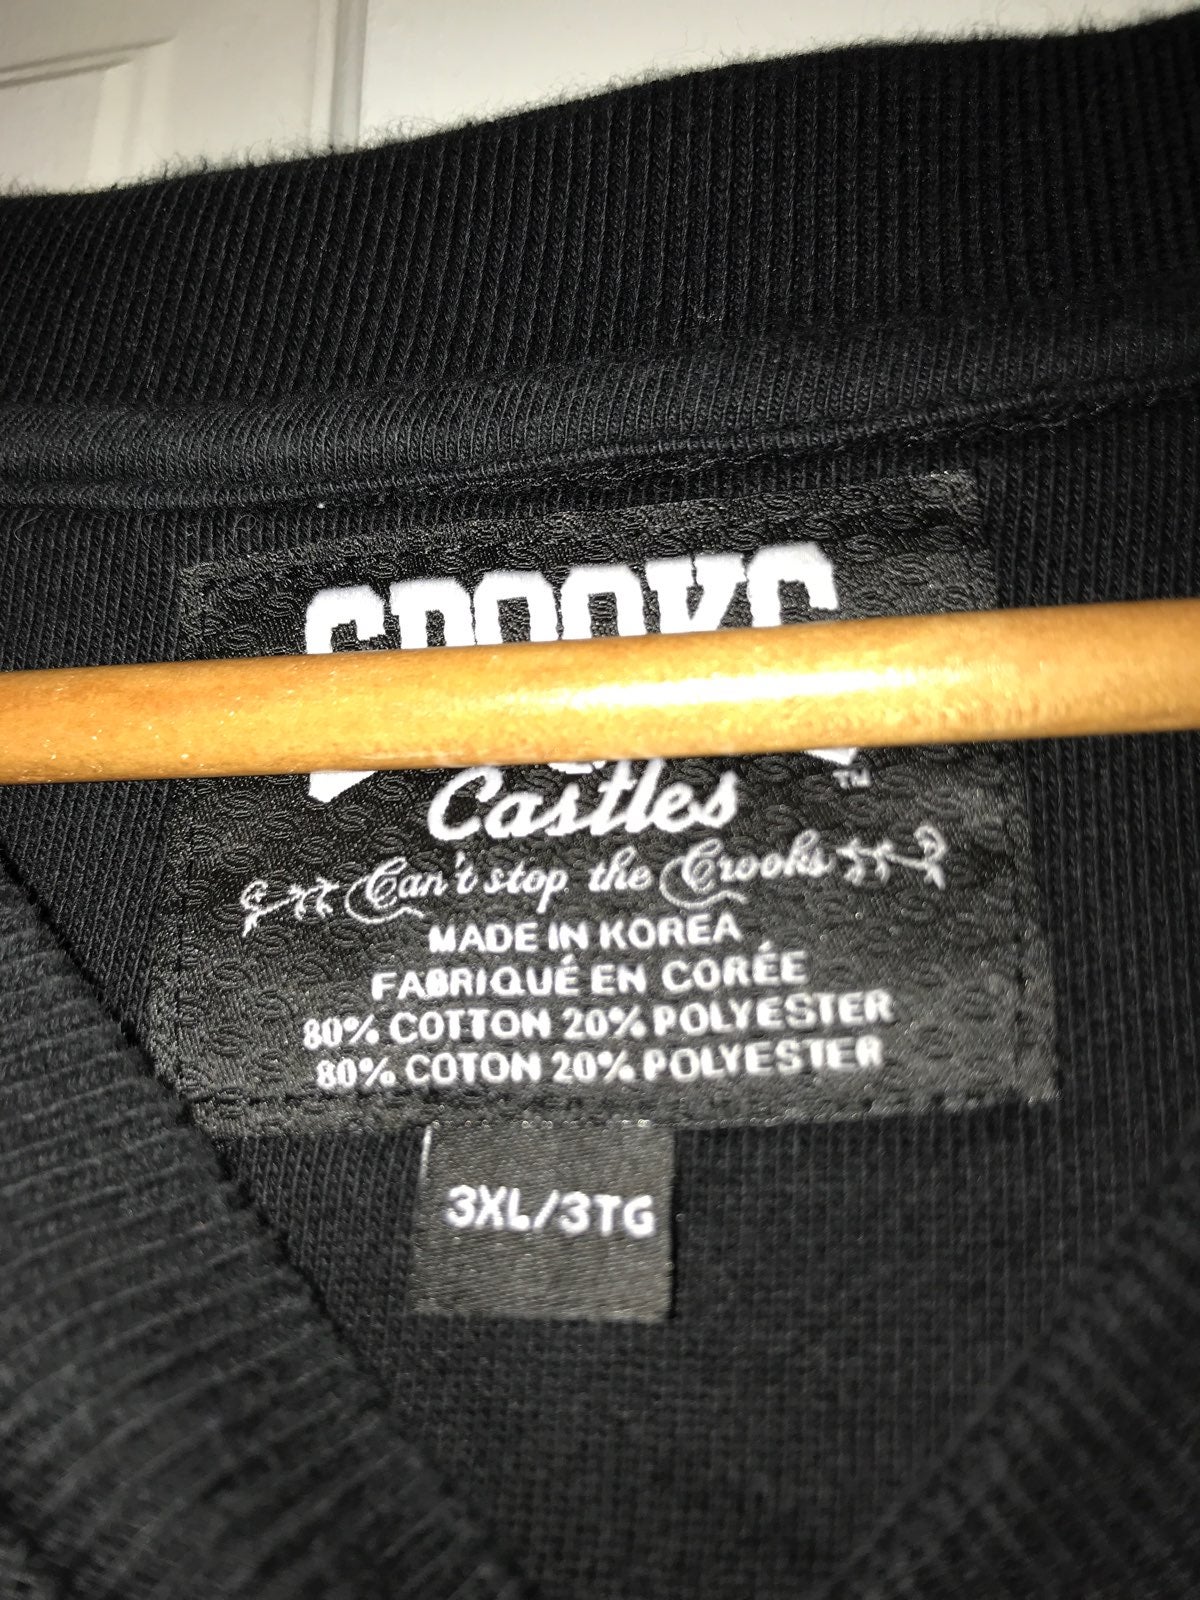 TM
Castles
Can't stop the Crooks
MADE IN KOREA
FABRIQUÉ EN CORÉE
80% COTTON 20% POLYESTER
80% COTON 20% POLYESTER
3XL/3TG